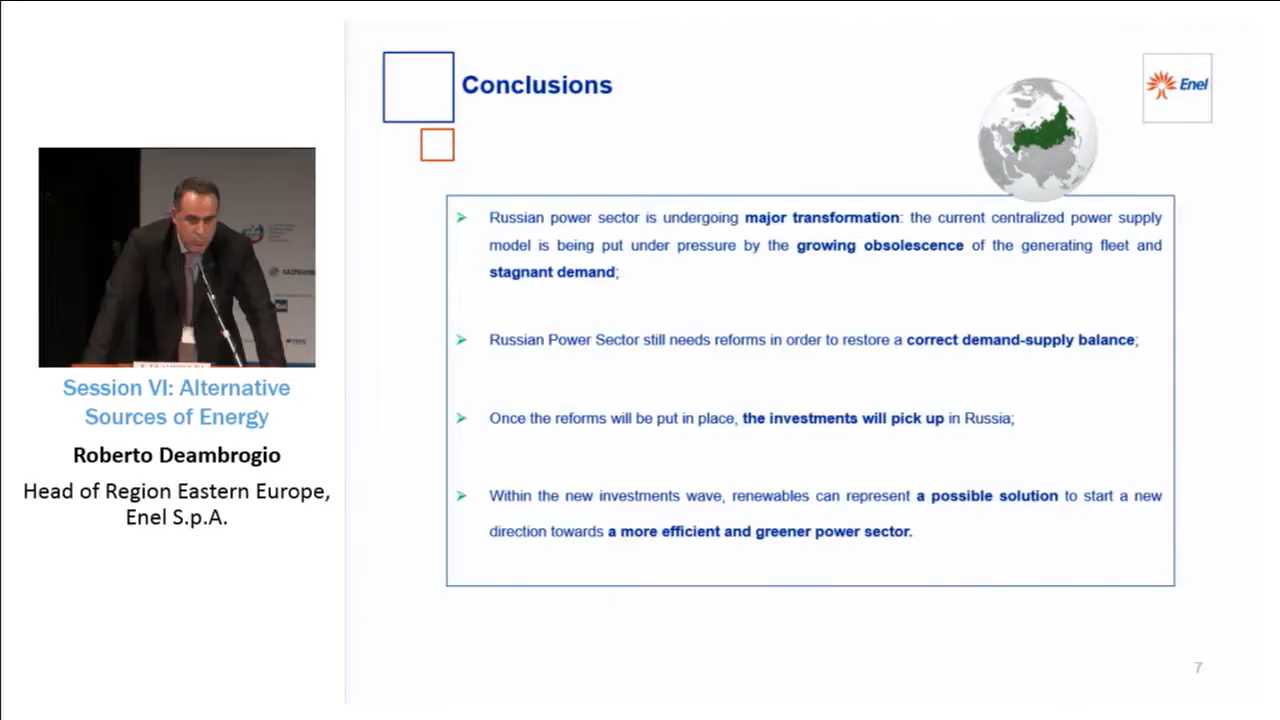 Conclusions
Enel
Russian power sector is undergoing major transformation: the current centralized power supply
model is being put under pressure by the growing obsolescence of the generating fleet and
stagnant demand;
Russian Power Sector still needs reforms in order to restore a correct demand-supply balance;
Once the reforms will be put in place, the investments will pick up in Russia;
Within the new investments wave, renewables can represent a possible solution to start a new
direction towards a more efficient and greener power sector.
7
Session VI: Alternative
Sources of Energy
Roberto Deambrogio
Head of Region Eastern Europe,
Enel S.p.A.